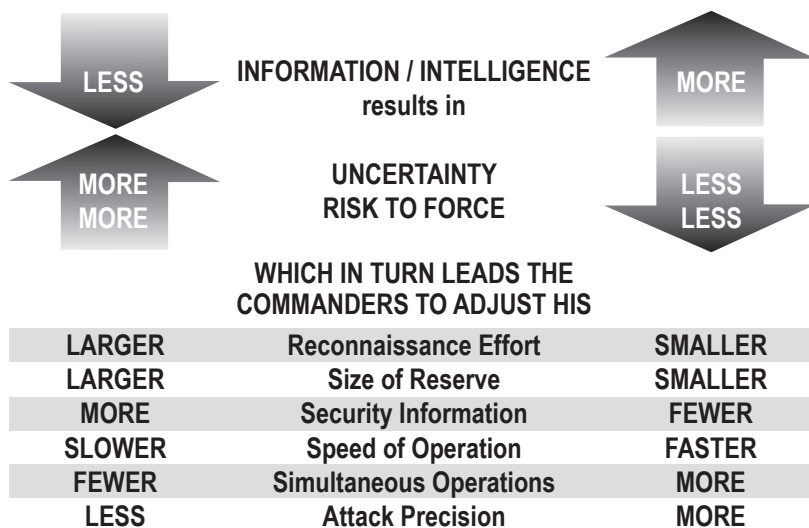 LESS
INFORMATION / INTELLIGENCE
results in
MORE
MORE
MORE
UNCERTAINTY
RISK TO FORCE
LESS
LESS
WHICH IN TURN LEADS THE
COMMANDERS TO ADJUST HIS
LARGER Reconnaissance Effort SMALLER
LARGER Size of Reserve SMALLER
MORE Security Information FEWER
SLOWER Speed of Operation FASTER
FEWER Simultaneous Operations MORE
LESS Attack Precision MORE